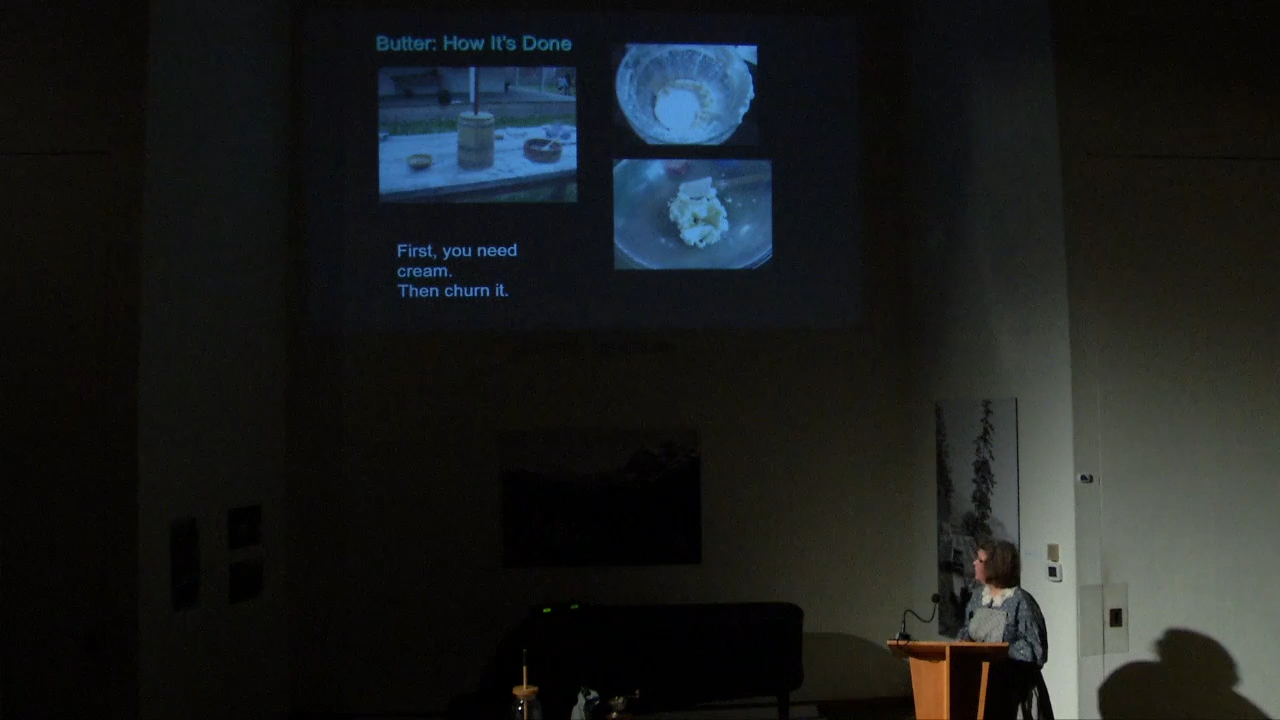 Butter: How It's Done
First, you need
cream.
Then churn it.